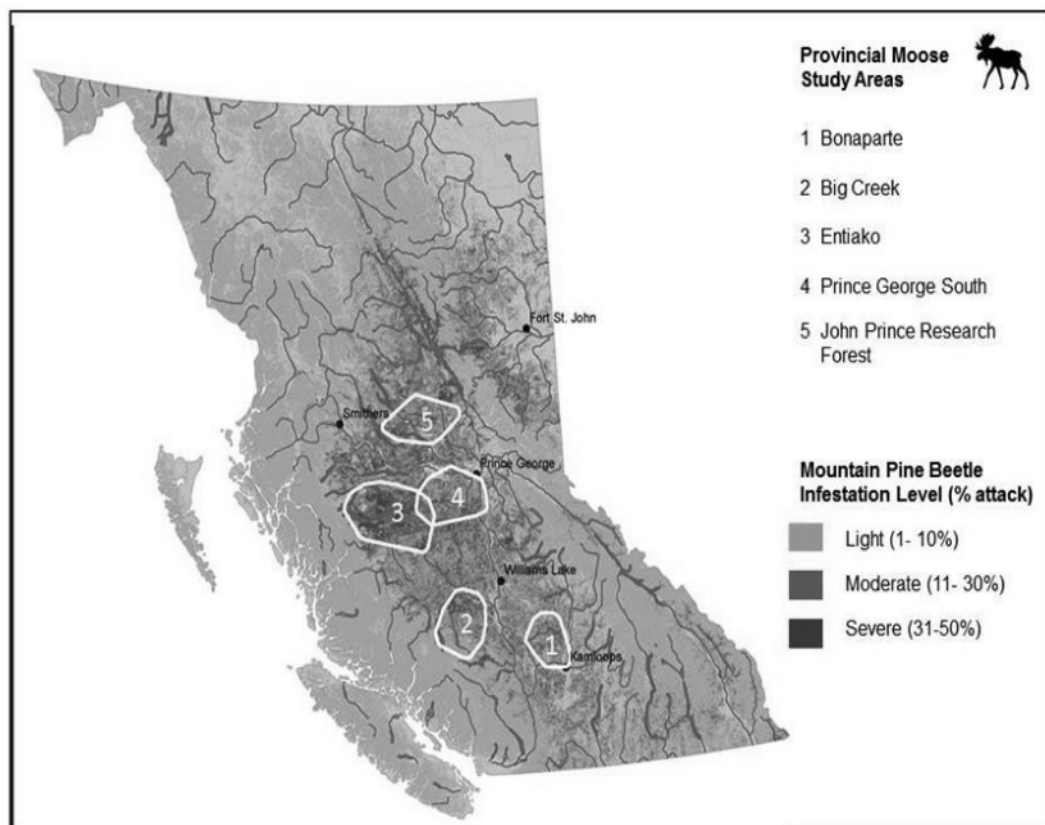 Provincial Moose
Study Areas
1 Bonaparte
2 Big Creek
3 Entiako
4 Prince George South
5 John Prince Research
Forest
Fort St. John
Smithers
5
Prince George
4
3
Williams Lake
2
1
Kamloops
Mountain Pine Beetle
Infestation Level (% attack)
Light (1- 10%)
Moderate (11- 30%)
Severe (31-50%)